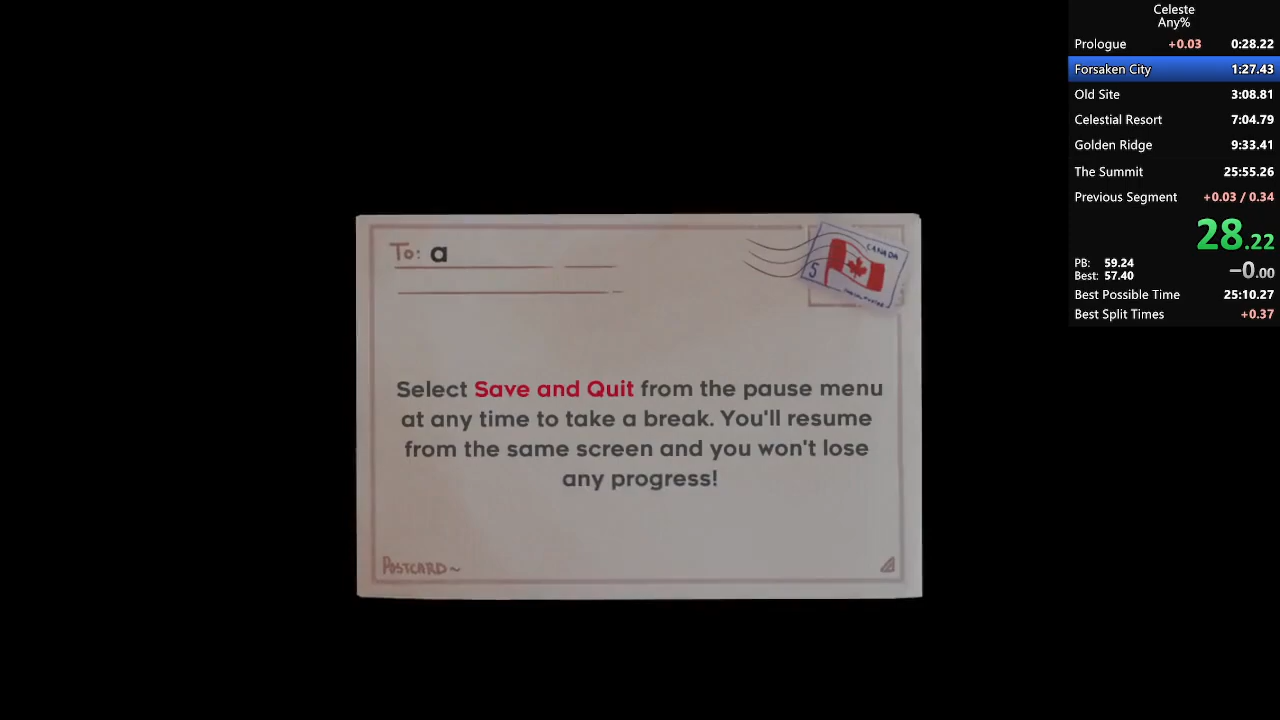 Celeste
Any%
Prologue +0.03 0:28.22
Forsaken City 1:27.43
Old Site 3:08.81
Celestial Resort 7:04.79
Golden Ridge 9:33.41
The Summit 25:55.26
Previous Segment +0.03 / 0.34
28.22
PB: 59.24
Best: 57.40
−0.00
Best Possible Time 25:10.27
Best Split Times +0.37
To: a
CANADA
5
Select Save and Quit from the pause menu
at any time to take a break. You'll resume
from the same screen and you won't lose
any progress!
POSTCARD~